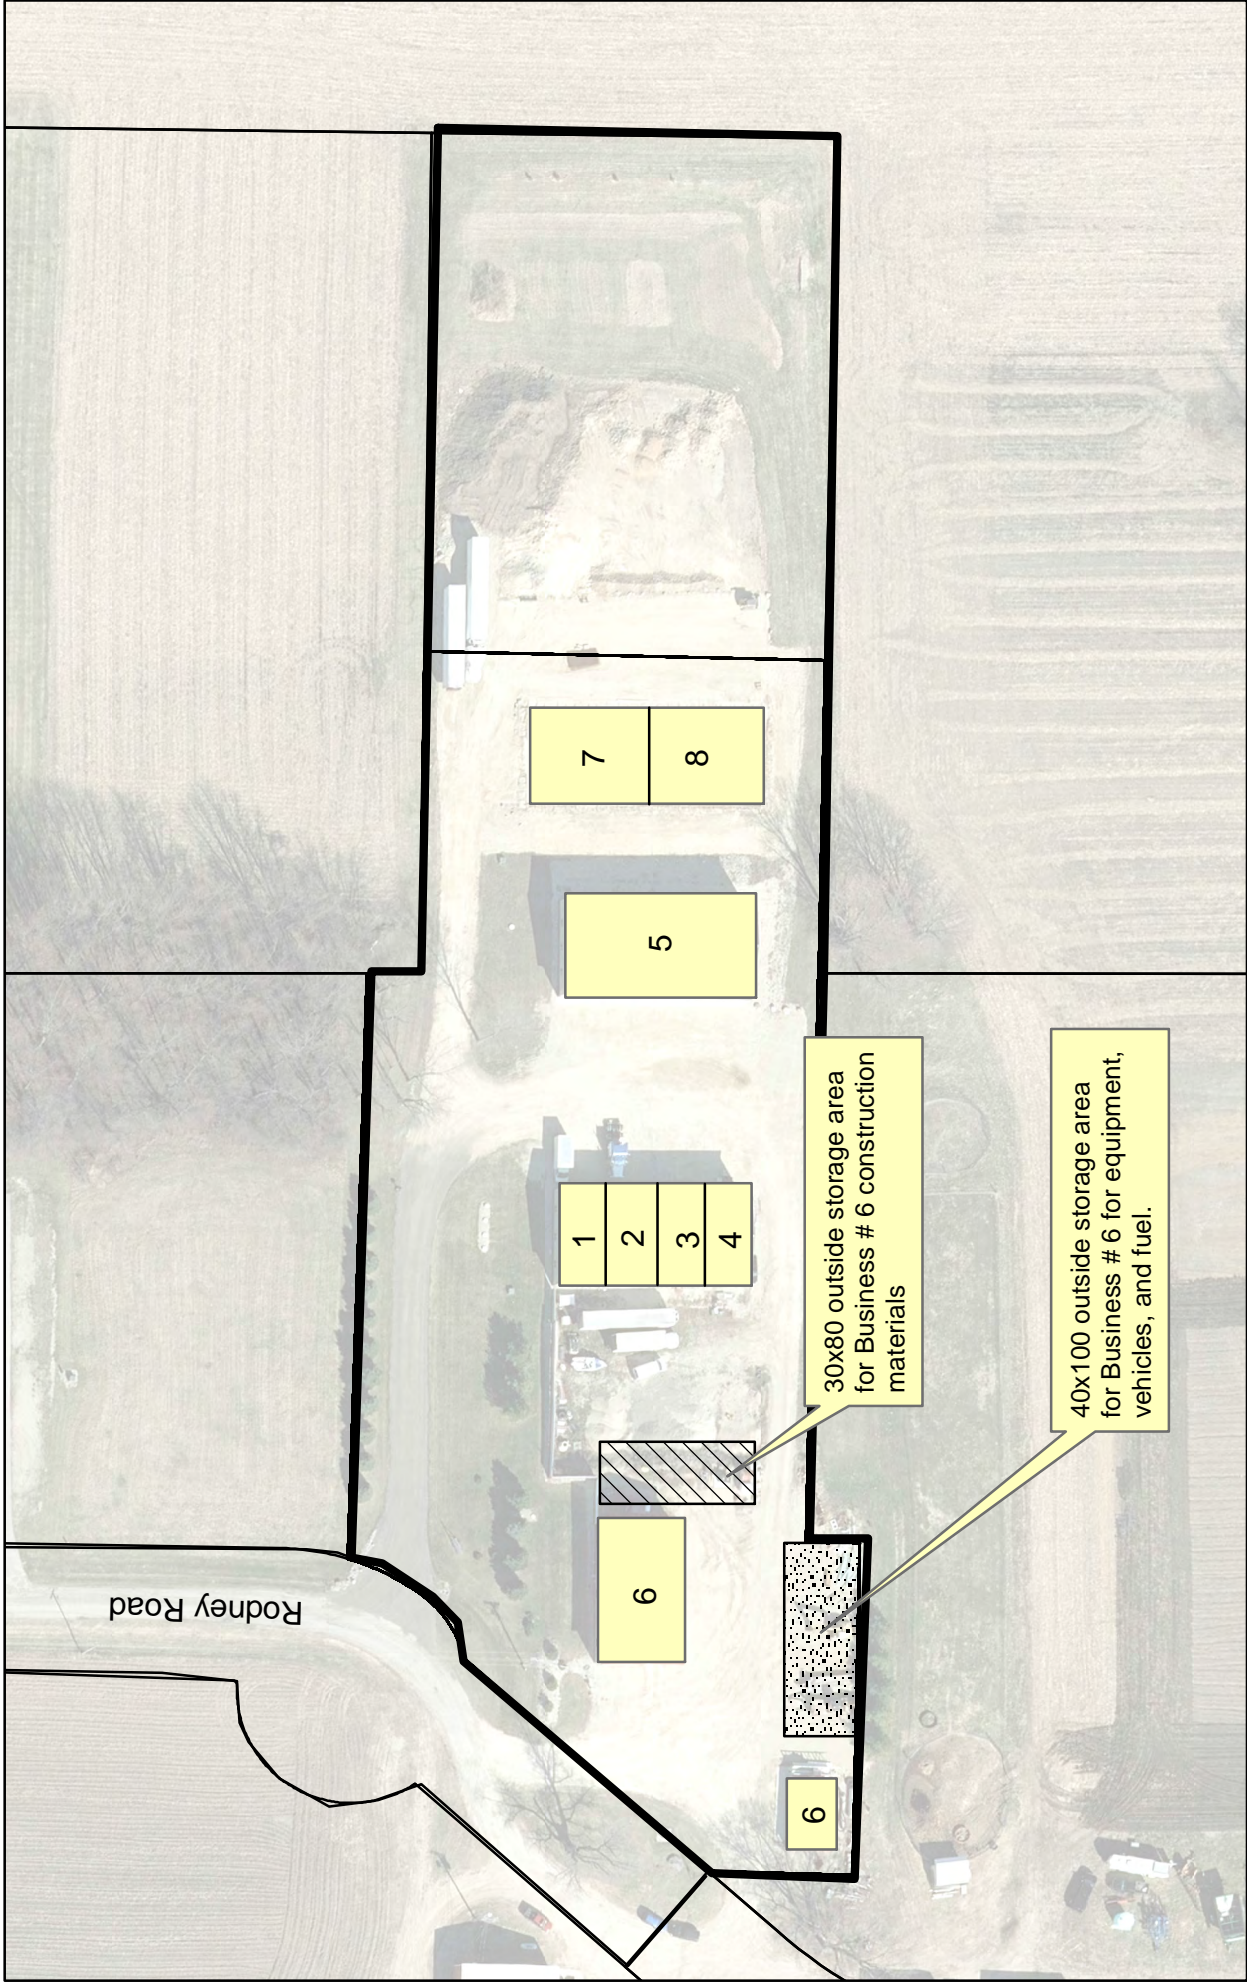 7
8
5
1
2
3
4
30x80 outside storage area
for Business # 6 construction
materials
40x100 outside storage area
for Business # 6 for equipment,
vehicles, and fuel.
Rodney Road
6
6